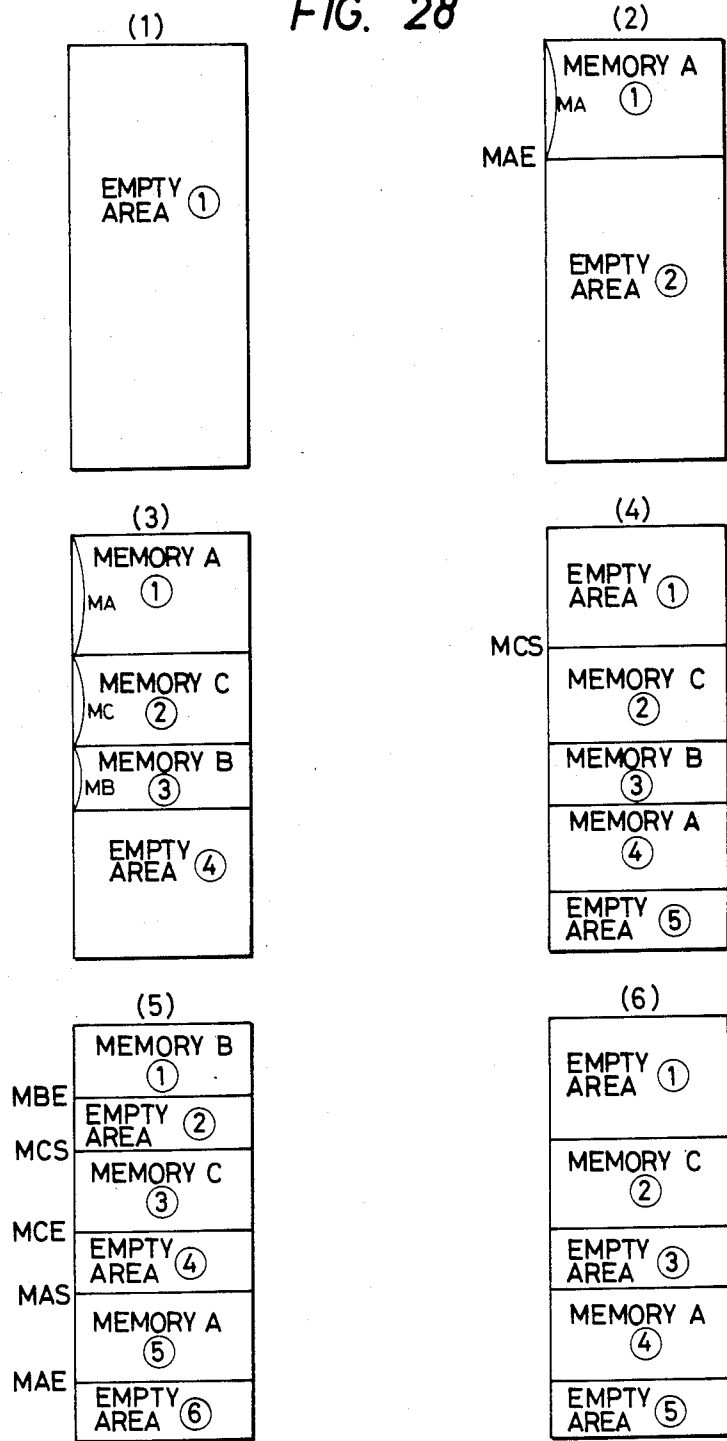 FIG. 28
(1)
EMPTY
AREA ①
(2)
MEMORY A
①
MA
MAE
EMPTY
AREA ②
(3)
MEMORY A
①
MA
MEMORY C
②
MC
MEMORY B
③
MB
EMPTY
AREA ④
(4)
EMPTY
AREA ①
MCS
MEMORY C
②
MEMORY B
③
MEMORY A
④
EMPTY
AREA ⑤
(5)
MEMORY B
①
MBE
EMPTY
AREA ②
MCS
MEMORY C
③
MCE
EMPTY
AREA ④
MAS
MEMORY A
⑤
MAE
EMPTY
AREA ⑥
(6)
EMPTY
AREA ①
MEMORY C
②
EMPTY
AREA ③
MEMORY A
④
EMPTY
AREA ⑤